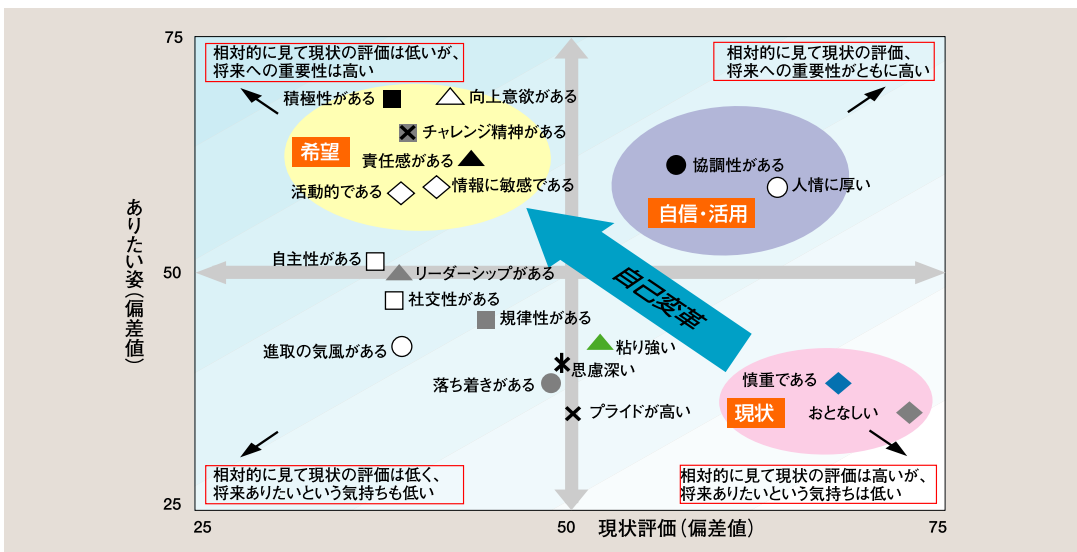 75
相対的に見て現状の評価は低いが、
将来への重要性は高い
相対的に見て現状の評価、
将来への重要性がともに高い
積極性がある
向上意欲がある
チャレンジ精神がある
希望
責任感がある
協調性がある
活動的である
情報に敏感である
人情に厚い
自信・活用
ありたい姿(偏差値)
自主性がある
50
リーダーシップがある
自己変革
社交性がある
規律性がある
進取の気風がある
粘り強い
思慮深い
落ち着きがある
慎重である
プライドが高い
現状
おとなしい
相対的に見て現状の評価は低く、
将来ありたいという気持ちも低い
相対的に見て現状の評価は高いが、
将来ありたいという気持ちは低い
25
25
50
現状評価(偏差値)
75